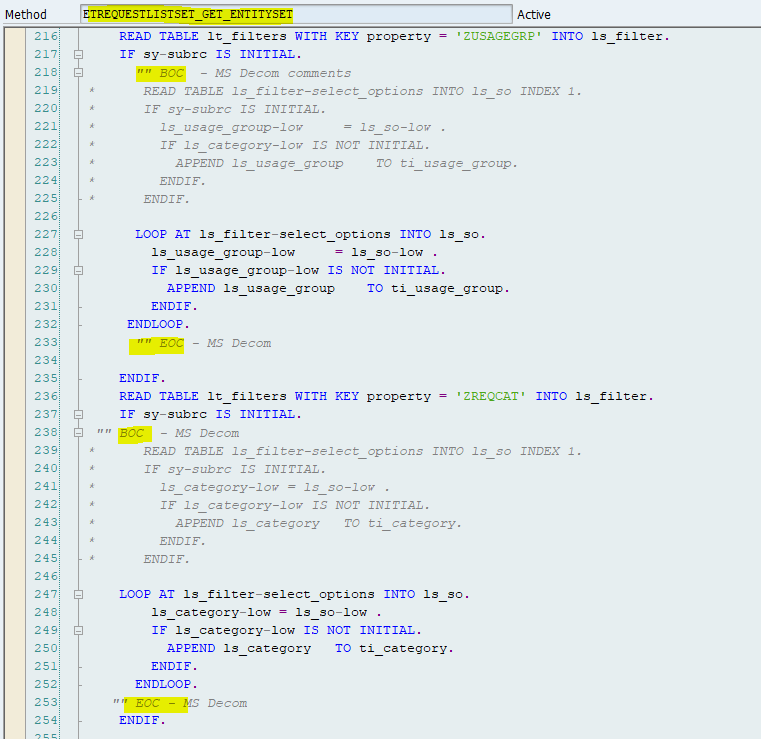 Method ETREQUESTLISTSET_GET_ENTITYSET Active
216 READ TABLE lt_filters WITH KEY property = 'ZUSAGEGRP' INTO ls_filter.
217 IF sy-subrc IS INITIAL.
218 "" BOC - MS Decom comments
219 * READ TABLE ls_filter-select_options INTO ls_so INDEX 1.
220 * IF sy-subrc IS INITIAL.
221 * ls_usage_group-low = ls_so-low .
222 * IF ls_category-low IS NOT INITIAL.
223 * APPEND ls_usage_group TO ti_usage_group.
224 * ENDIF.
225 * ENDIF.
226
227 LOOP AT ls_filter-select_options INTO ls_so.
228 ls_usage_group-low = ls_so-low .
229 IF ls_usage_group-low IS NOT INITIAL.
230 APPEND ls_usage_group TO ti_usage_group.
231 ENDIF.
232 ENDLOOP.
233 "" EOC - MS Decom
234
235 ENDIF.
236 READ TABLE lt_filters WITH KEY property = 'ZREQCAT' INTO ls_filter.
237 IF sy-subrc IS INITIAL.
238 "" BOC - MS Decom
239 * READ TABLE ls_filter-select_options INTO ls_so INDEX 1.
240 * IF sy-subrc IS INITIAL.
241 * ls_category-low = ls_so-low .
242 * IF ls_category-low IS NOT INITIAL.
243 * APPEND ls_category TO ti_category.
244 * ENDIF.
245 * ENDIF.
246
247 LOOP AT ls_filter-select_options INTO ls_so.
248 ls_category-low = ls_so-low .
249 IF ls_category-low IS NOT INITIAL.
250 APPEND ls_category TO ti_category.
251 ENDIF.
252 ENDLOOP.
253 "" EOC - MS Decom
254 ENDIF.
255